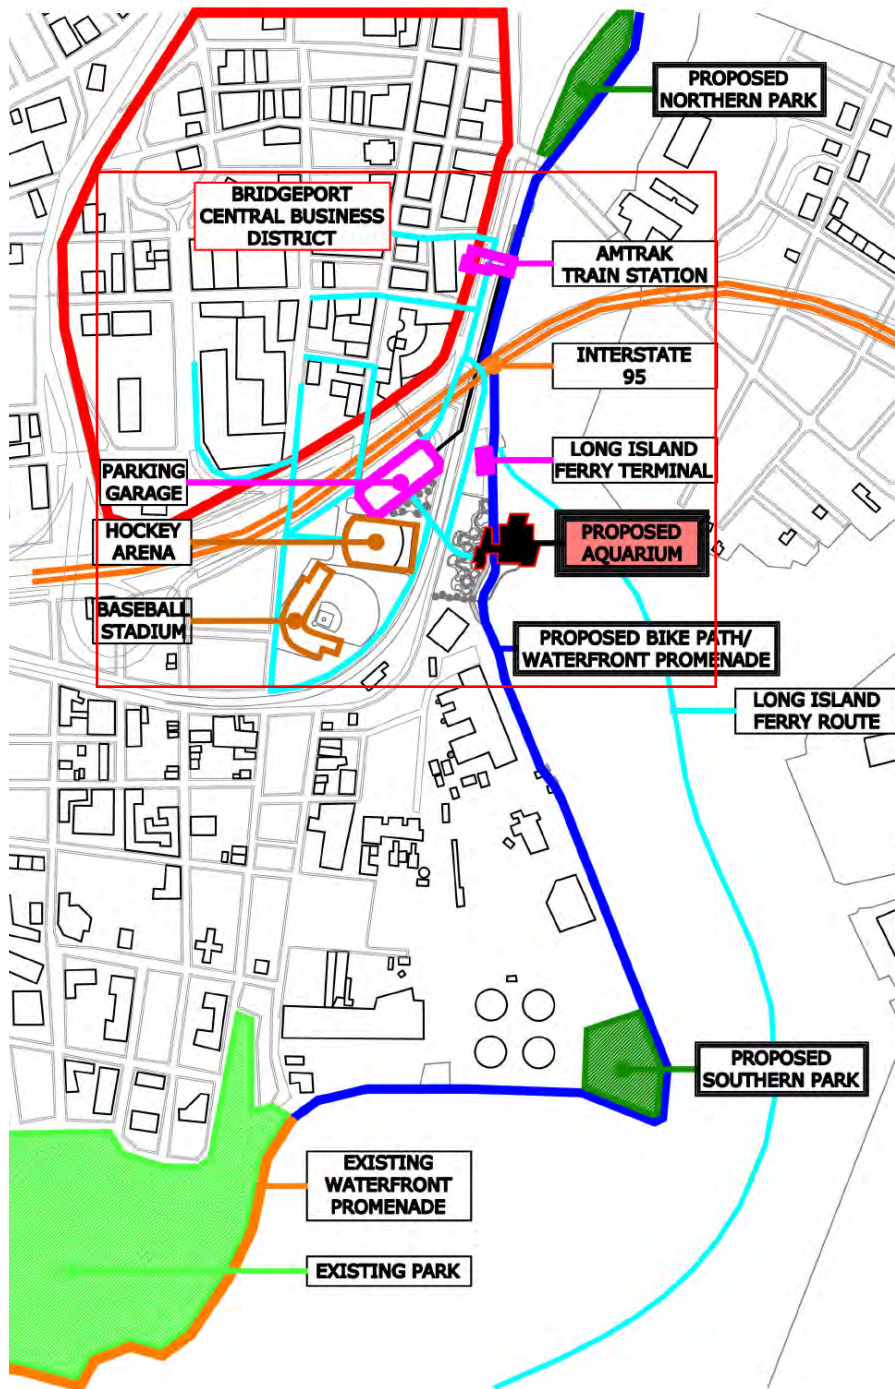 PROPOSED
NORTHERN PARK
BRIDGEPORT
CENTRAL BUSINESS
DISTRICT
AMTRAK
TRAIN STATION
INTERSTATE
95
LONG ISLAND
FERRY TERMINAL
PARKING
GARAGE
HOCKEY
ARENA
PROPOSED
AQUARIUM
BASEBALL
STADIUM
PROPOSED BIKE PATH/
WATERFRONT PROMENADE
LONG ISLAND
FERRY ROUTE
PROPOSED
SOUTHERN PARK
EXISTING
WATERFRONT
PROMENADE
EXISTING PARK